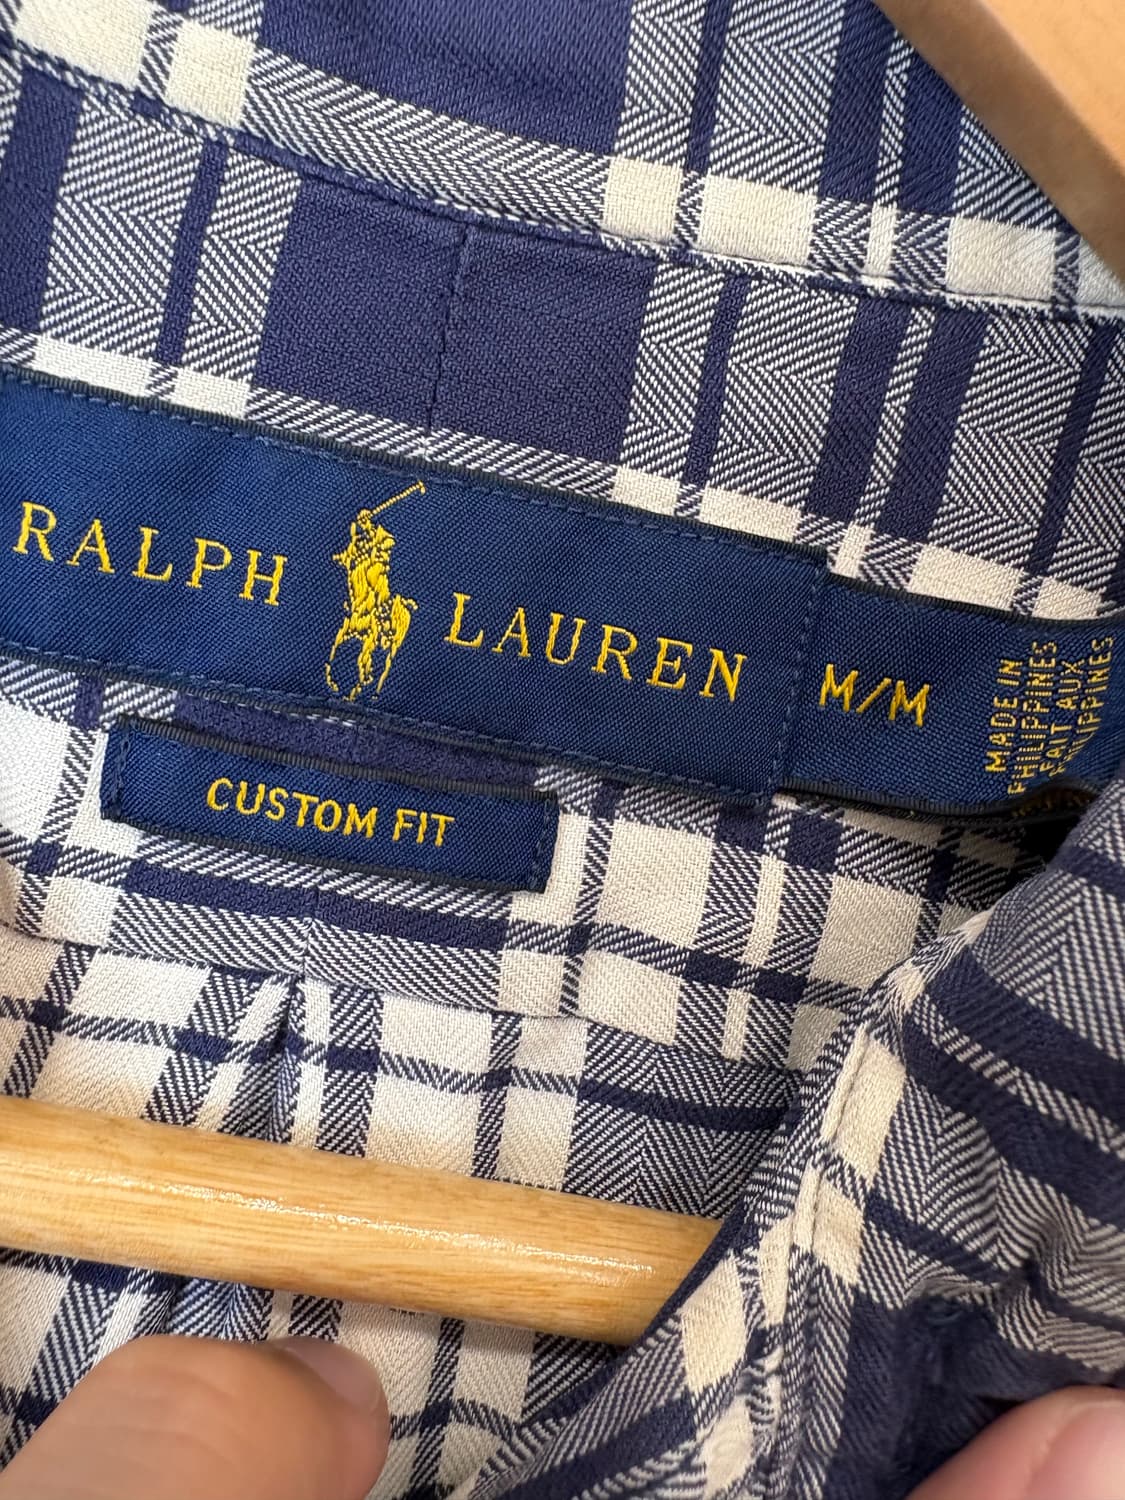 RALPH LAUREN
M/M
MADE IN
PHILIPPINES
FAIT AUX
PHILIPPINES
CUSTOM FIT